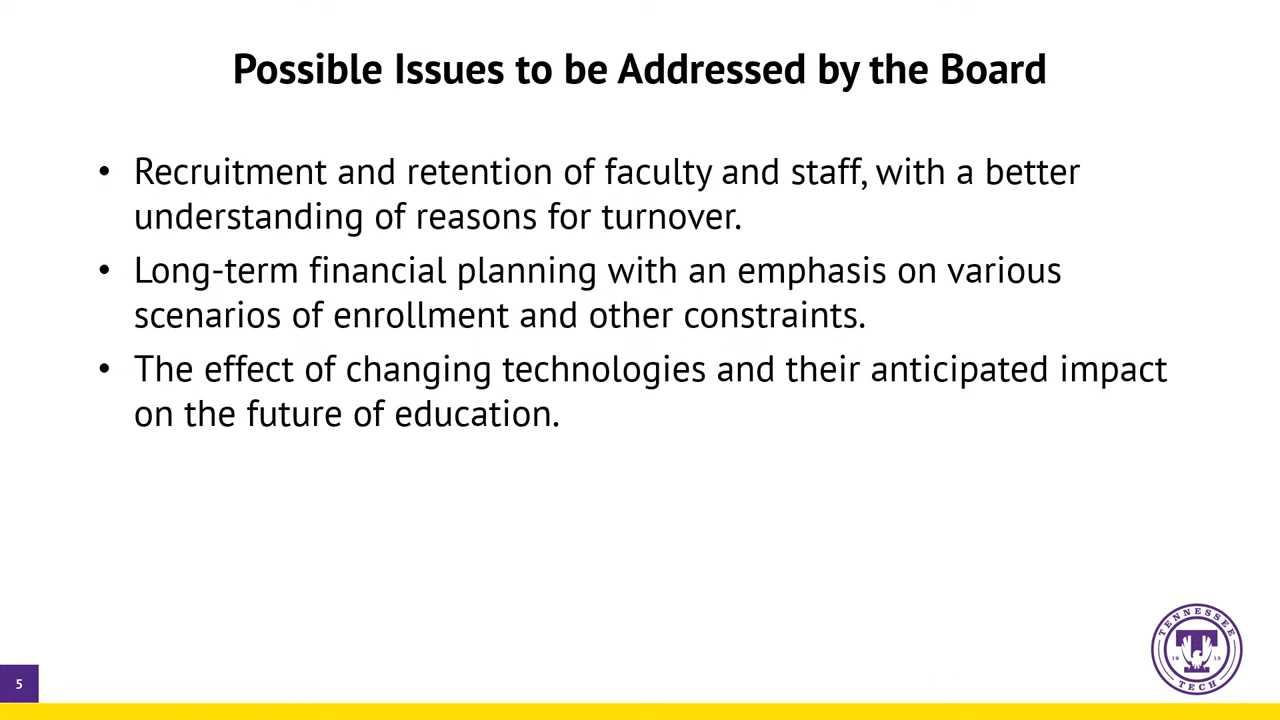 Possible Issues to be Addressed by the Board
• Recruitment and retention of faculty and staff, with a better
understanding of reasons for turnover.
• Long-term financial planning with an emphasis on various
scenarios of enrollment and other constraints.
• The effect of changing technologies and their anticipated impact
on the future of education.
TENNESSEE
T
19 15
TECH
5